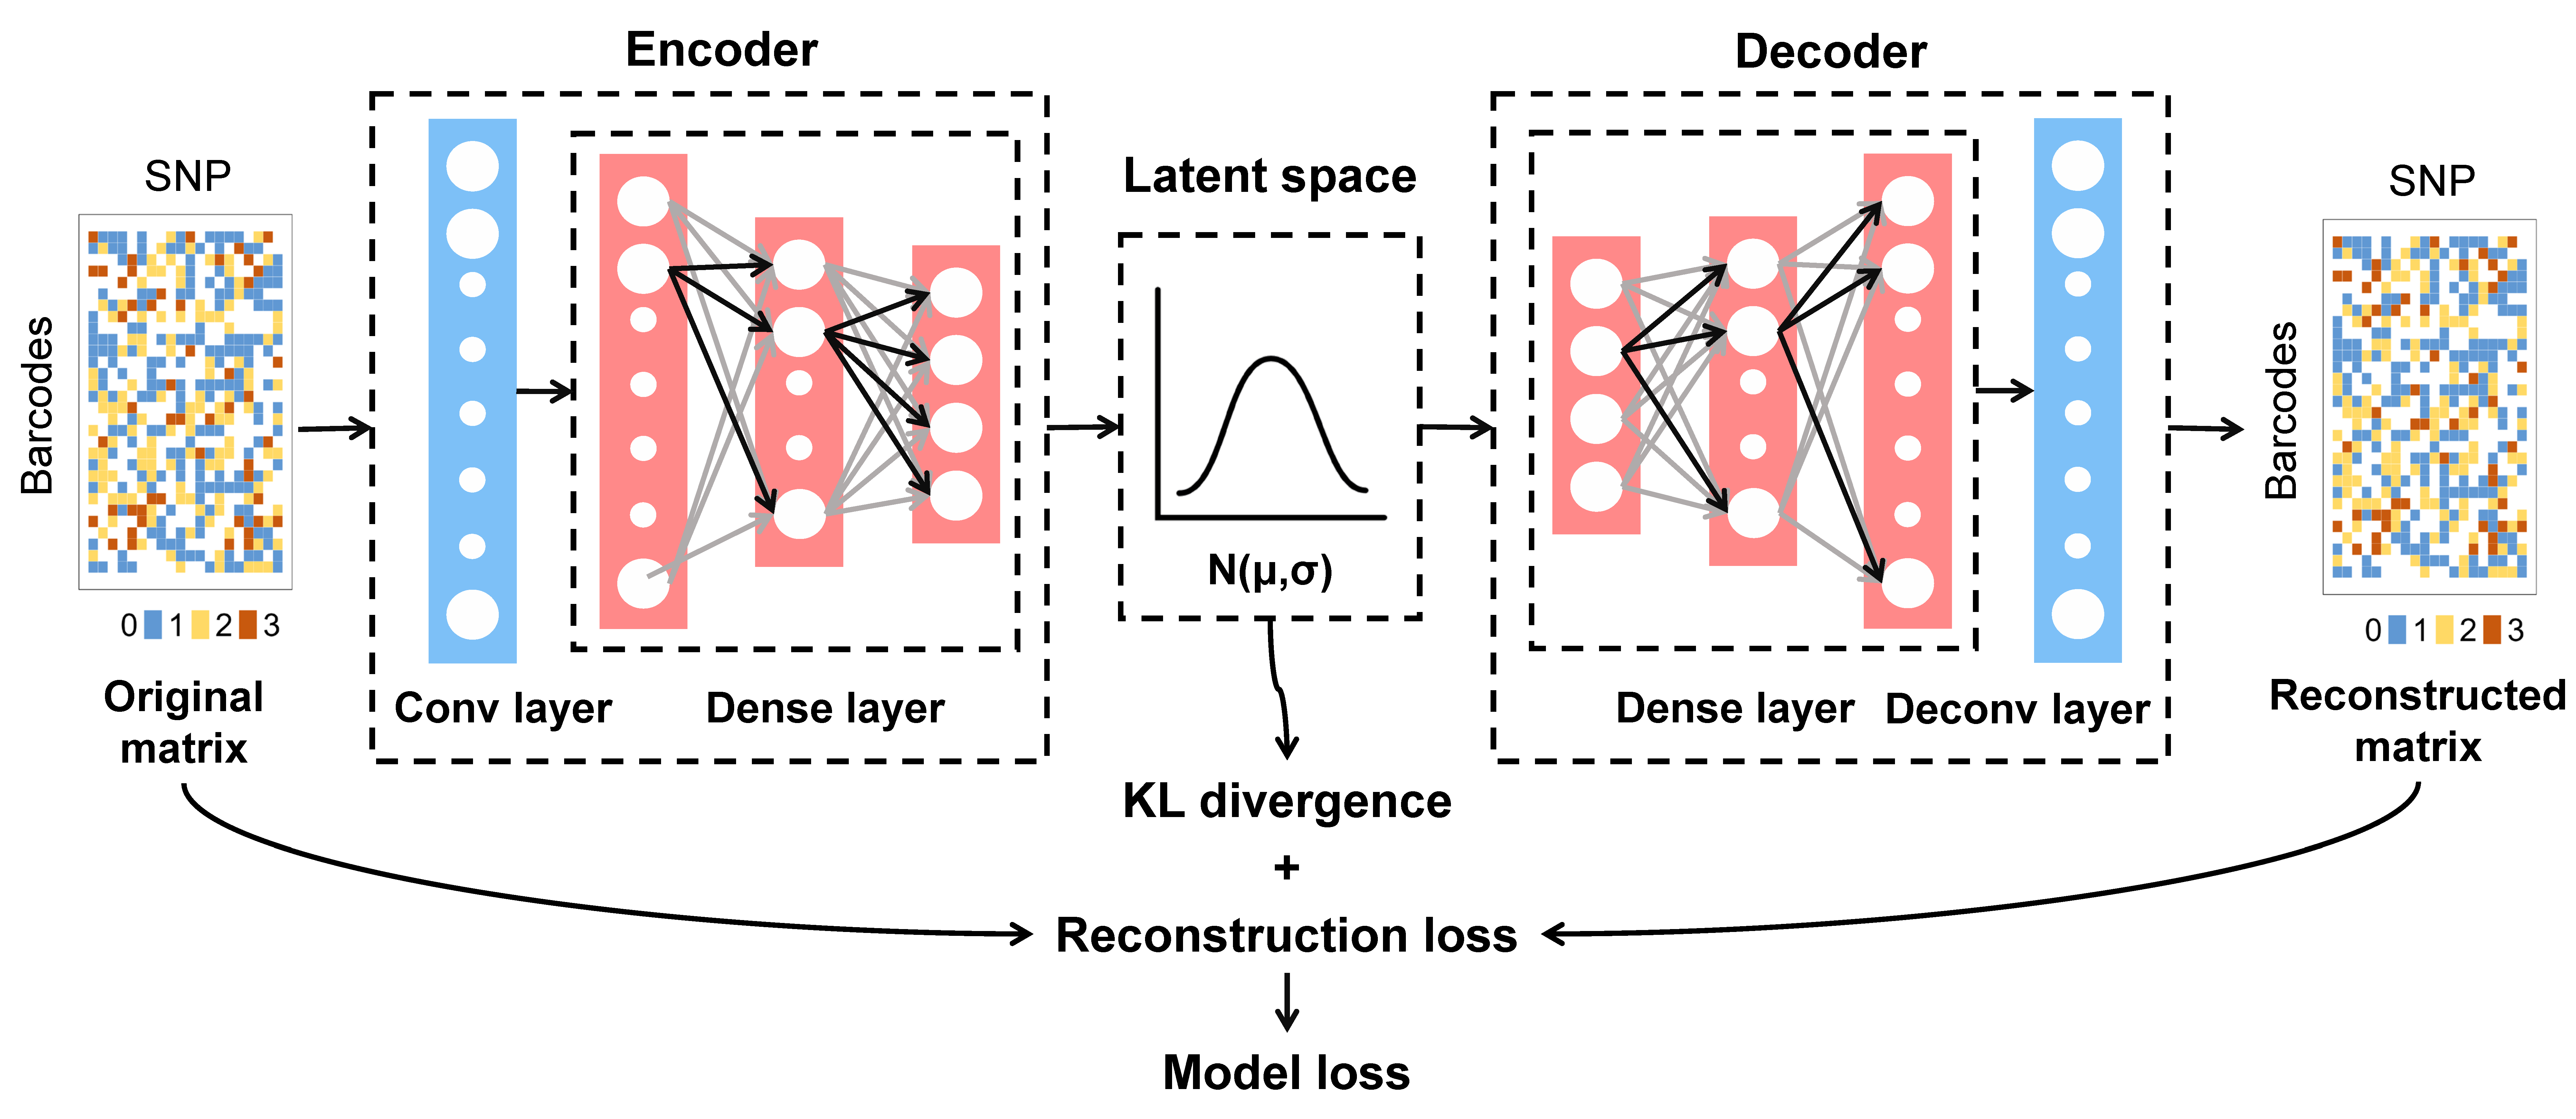 Encoder
Decoder
SNP
Latent space
SNP
Barcodes
Barcodes
N(μ,σ)
0 1 2 3
0 1 2 3
Original
matrix
Conv layer
Dense layer
Dense layer
Deconv layer
Reconstructed
matrix
KL divergence
+
Reconstruction loss
Model loss